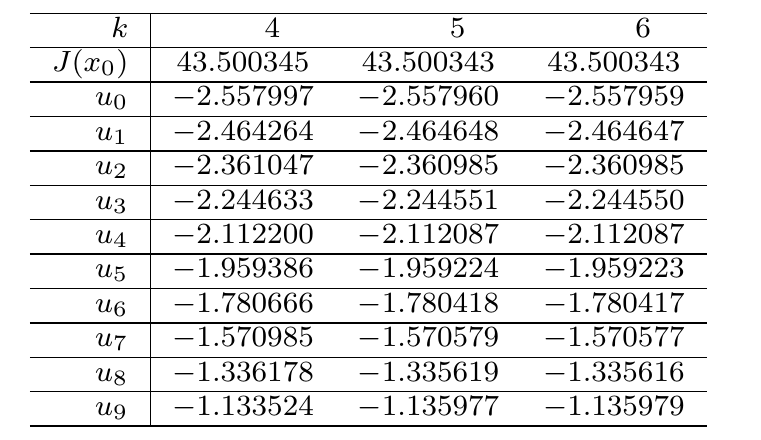 k 4 5 6
J(x₀) 43.500345 43.500343 43.500343
u₀ −2.557997 −2.557960 −2.557959
u₁ −2.464264 −2.464648 −2.464647
u₂ −2.361047 −2.360985 −2.360985
u₃ −2.244633 −2.244551 −2.244550
u₄ −2.112200 −2.112087 −2.112087
u₅ −1.959386 −1.959224 −1.959223
u₆ −1.780666 −1.780418 −1.780417
u₇ −1.570985 −1.570579 −1.570577
u₈ −1.336178 −1.335619 −1.335616
u₉ −1.133524 −1.135977 −1.135979